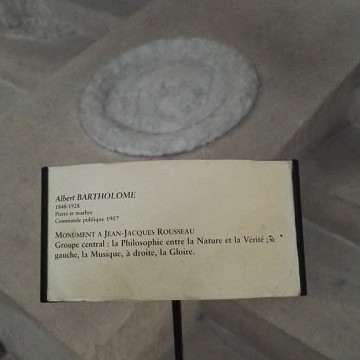 Albert BARTHOLOME
1848-1928
Pierre et marbre
Commande publique 1907
MONUMENT A JEAN-JACQUES ROUSSEAU
Groupe central : la Philosophie entre la Nature et la Vérité ; à
gauche, la Musique, à droite, la Gloire.